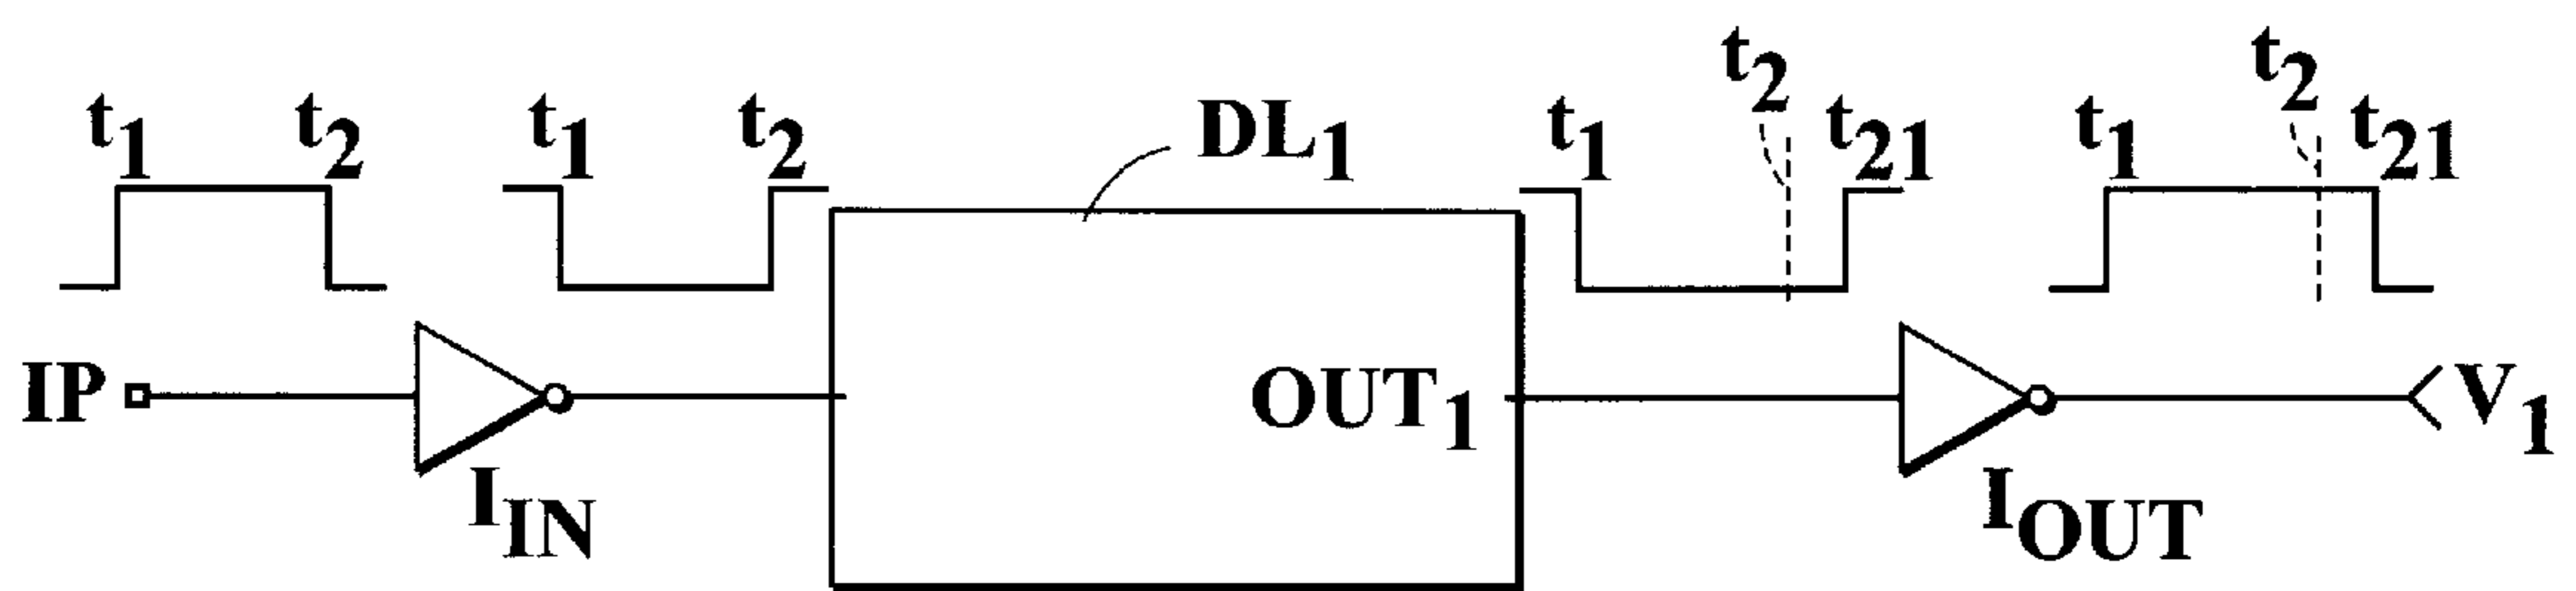 t2 t2
t1 t2 t1 t2 DL1 t1 t21 t1 t21
IP OUT1 V1
IIN IOUT